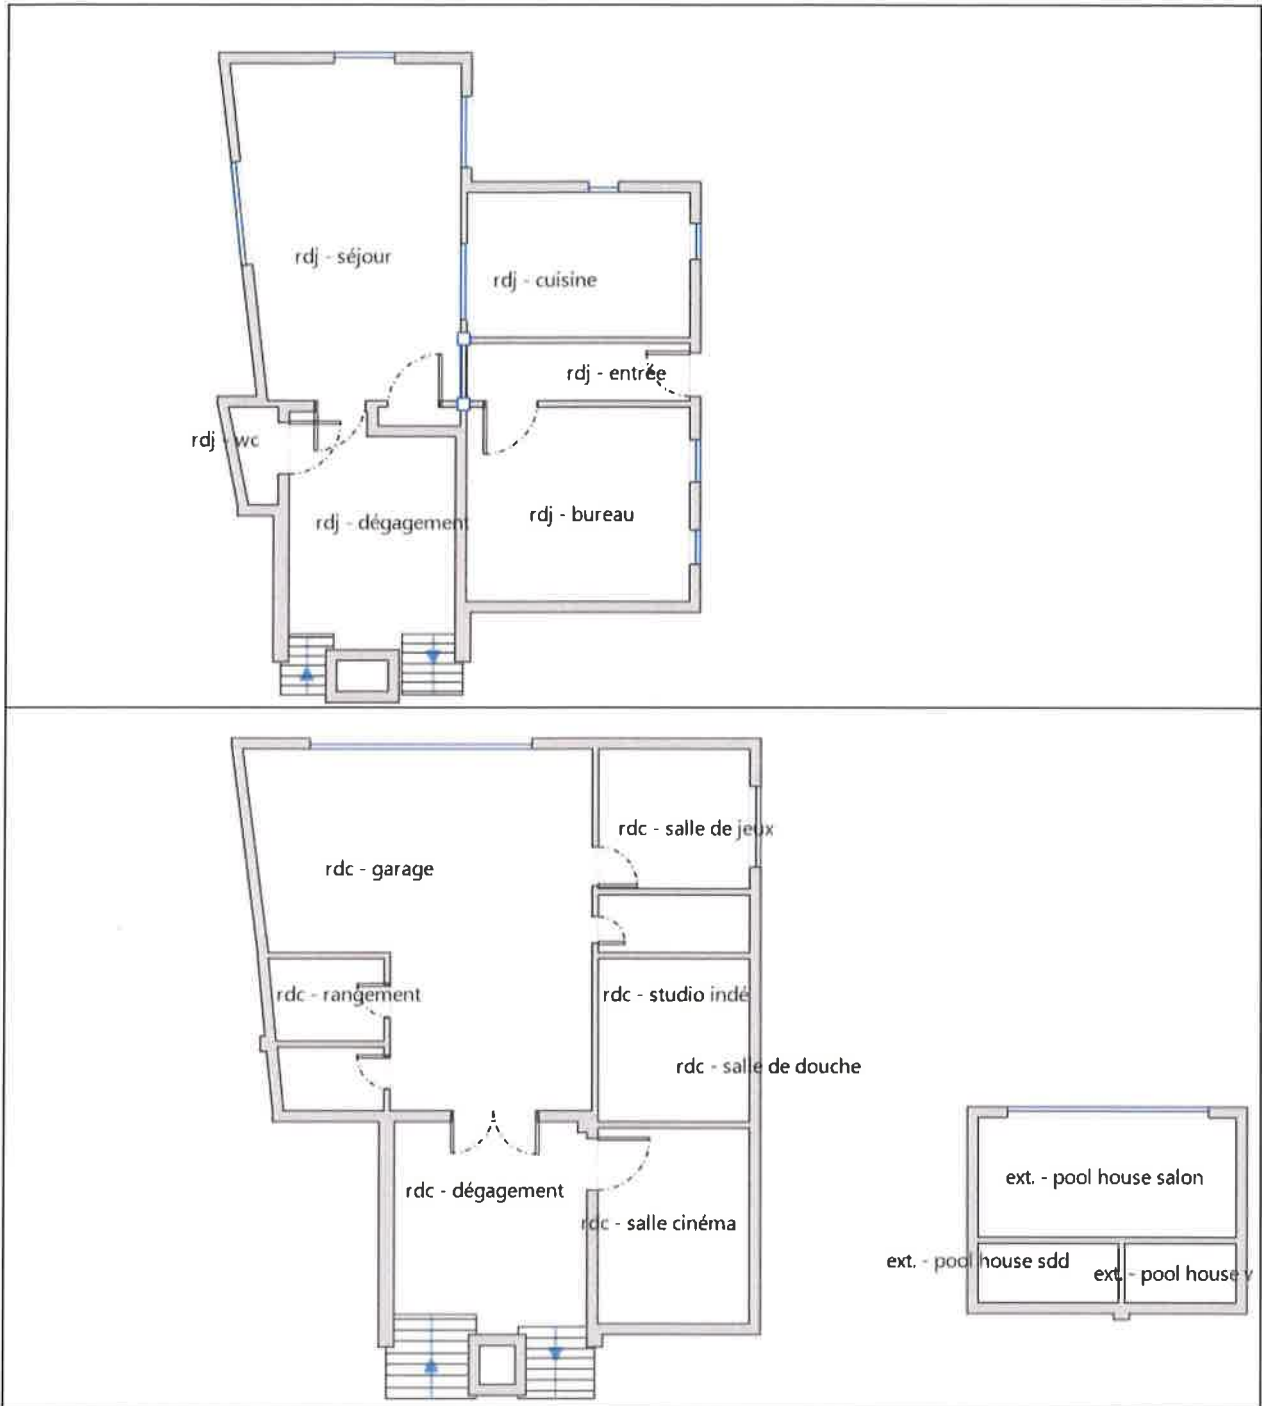 rdj - séjour
rdj - cuisine
rdj - entrée
rdj - wc
rdj - dégagement
rdj - bureau
rdc - salle de jeux
rdc - garage
rdc - rangement
rdc - studio indé
rdc - salle de douche
rdc - dégagement
rdc - salle cinéma
ext. - pool house salon
ext. - pool house sdd
ext. - pool house v